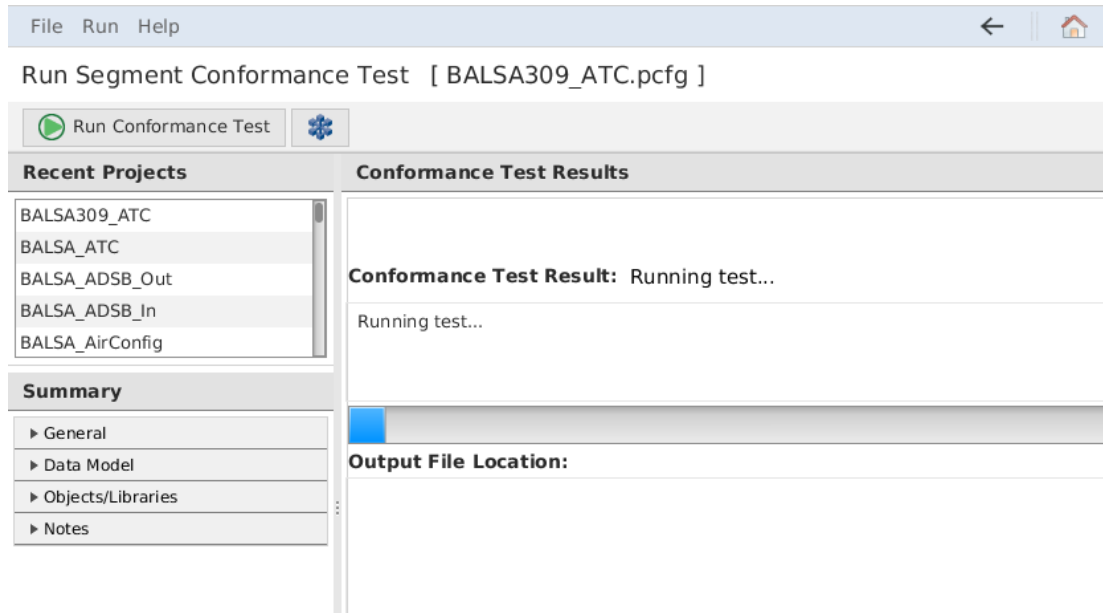 File Run Help
Run Segment Conformance Test [ BALSA309_ATC.pcfg ]
Run Conformance Test
Recent Projects
BALSA309_ATC
BALSA_ATC
BALSA_ADSB_Out
BALSA_ADSB_In
BALSA_AirConfig
Summary
General
Data Model
Objects/Libraries
Notes
Conformance Test Results
Conformance Test Result: Running test...
Running test...
Output File Location: